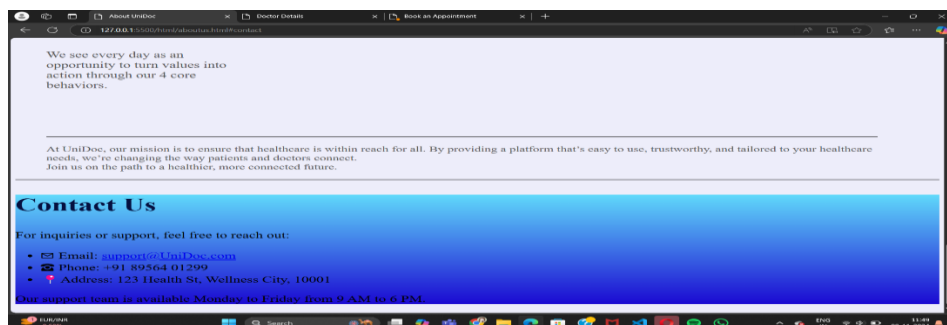 About UniDoc
Doctor Details
Book an Appointment
127.0.0.1:5500/html/aboutus.html#contact
We see every day as an
opportunity to turn values into
action through our 4 core
behaviors.
At UniDoc, our mission is to ensure that healthcare is within reach for all. By providing a platform that's easy to use, trustworthy, and tailored to your healthcare
needs, we're changing the way patients and doctors connect.
Join us on the path to a healthier, more connected future.
Contact Us
For inquiries or support, feel free to reach out:
Email: support@UniDoc.com
Phone: +91 89564 01299
Address: 123 Health St, Wellness City, 10001
Our support team is available Monday to Friday from 9 AM to 6 PM.
EUR/INR
Search
ENG
11:49